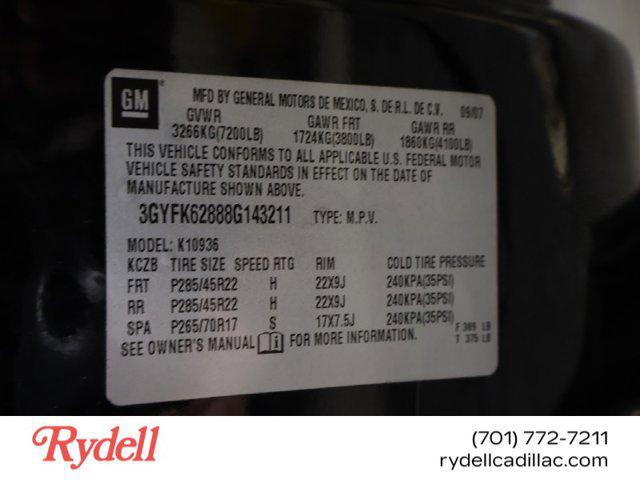 GM
MFD BY GENERAL MOTORS DE MEXICO, S. DE R.L. DE C.V. 09/07
GVWR GAWR FRT GAWR RR
3266KG(7200LB) 1724KG(3800LB) 1860KG(4100LB)
THIS VEHICLE CONFORMS TO ALL APPLICABLE U.S. FEDERAL MOTOR
VEHICLE SAFETY STANDARDS IN EFFECT ON THE DATE OF
MANUFACTURE SHOWN ABOVE.
3GYFK62888G143211 TYPE: M.P.V.
MODEL: K10936
KCZB TIRE SIZE SPEED RTG RIM COLD TIRE PRESSURE
FRT P285/45R22 H 22X9J 240KPA(35PSI)
RR P285/45R22 H 22X9J 240KPA(35PSI)
SPA P265/70R17 S 17X7.5J 240KPA(35PSI)
SEE OWNER'S MANUAL FOR MORE INFORMATION.
F 389 LB
T 375 LB
Rydell
(701) 772-7211
rydellcadillac.com